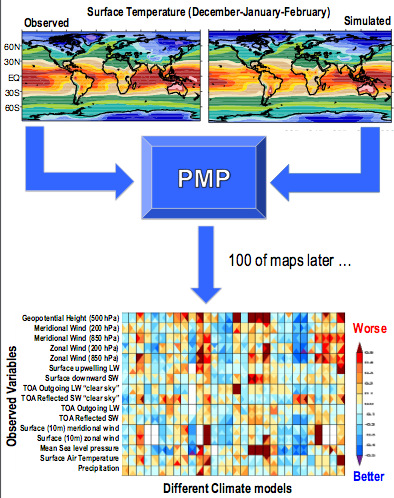 Surface Temperature (December-January-February)
Observed
Simulated
60N
30N
EQ
30S
60S
PMP
100 of maps later ...
Observed Variables
Geopotential Height (500 hPa)
Meridional Wind (200 hPa)
Meridional Wind (850 hPa)
Zonal Wind (200 hPa)
Zonal Wind (850 hPa)
Surface upwelling LW
Surface downward SW
TOA Outgoing LW "clear sky"
TOA Reflected SW "clear sky"
TOA Outgoing LW
TOA Reflected SW
Surface (10m) meridional wind
Surface (10m) zonal wind
Mean Sea level pressure
Surface Air Temperature
Precipitation
Worse
Better
Different Climate models